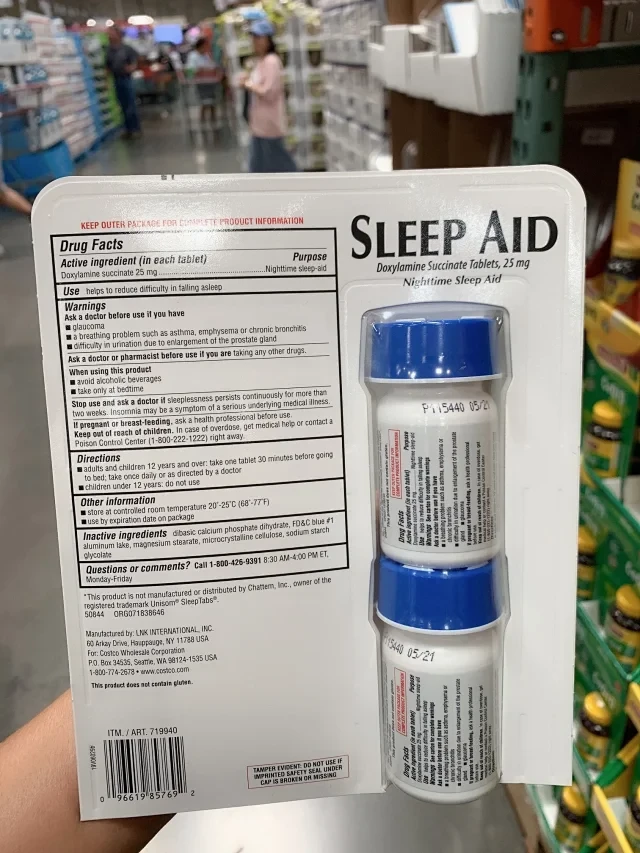 KEEP OUTER PACKAGE FOR COMPLETE PRODUCT INFORMATION
Drug Facts
Active ingredient (in each tablet) Purpose
Doxylamine succinate 25 mg Nighttime sleep-aid
Use helps to reduce difficulty in falling asleep
Warnings
Ask a doctor before use if you have
■ glaucoma
■ a breathing problem such as asthma, emphysema or chronic bronchitis
■ difficulty in urination due to enlargement of the prostate gland
Ask a doctor or pharmacist before use if you are taking any other drugs.
When using this product
■ avoid alcoholic beverages
■ take only at bedtime
Stop use and ask a doctor if sleeplessness persists continuously for more than
two weeks. Insomnia may be a symptom of a serious underlying medical illness.
If pregnant or breast-feeding, ask a health professional before use.
Keep out of reach of children. In case of overdose, get medical help or contact a
Poison Control Center (1-800-222-1222) right away.
Directions
■ adults and children 12 years and over: take one tablet 30 minutes before going
to bed; take once daily or as directed by a doctor
■ children under 12 years: do not use
Other information
■ store at controlled room temperature 20°-25°C (68°-77°F)
■ use by expiration date on package
Inactive ingredients dibasic calcium phosphate dihydrate, FD&C blue #1
aluminum lake, magnesium stearate, microcrystalline cellulose, sodium starch
glycolate
Questions or comments? Call 1-800-426-9391 8:30 AM-4:00 PM ET,
Monday-Friday
*This product is not manufactured or distributed by Chattem, Inc., owner of the
registered trademark Unisom® SleepTabs®.
50844 ORG071838646
Manufactured by: LNK INTERNATIONAL, INC.
60 Arkay Drive, Hauppauge, NY 11788 USA
For: Costco Wholesale Corporation
P.O. Box 34535, Seattle, WA 98124-1535 USA
1-800-774-2678 • www.costco.com
This product does not contain gluten.
ITM. / ART. 719940
0 96619 85769 2
TAMPER EVIDENT: DO NOT USE IF
IMPRINTED SAFETY SEAL UNDER
CAP IS BROKEN OR MISSING
SLEEP AID
Doxylamine Succinate Tablets, 25 mg
Nighttime Sleep Aid
15440 05/21
Drug Facts
Active ingredient (in each tablet) Purpose
15440 05/21
Drug Facts
Active ingredient (in each tablet) Purpose